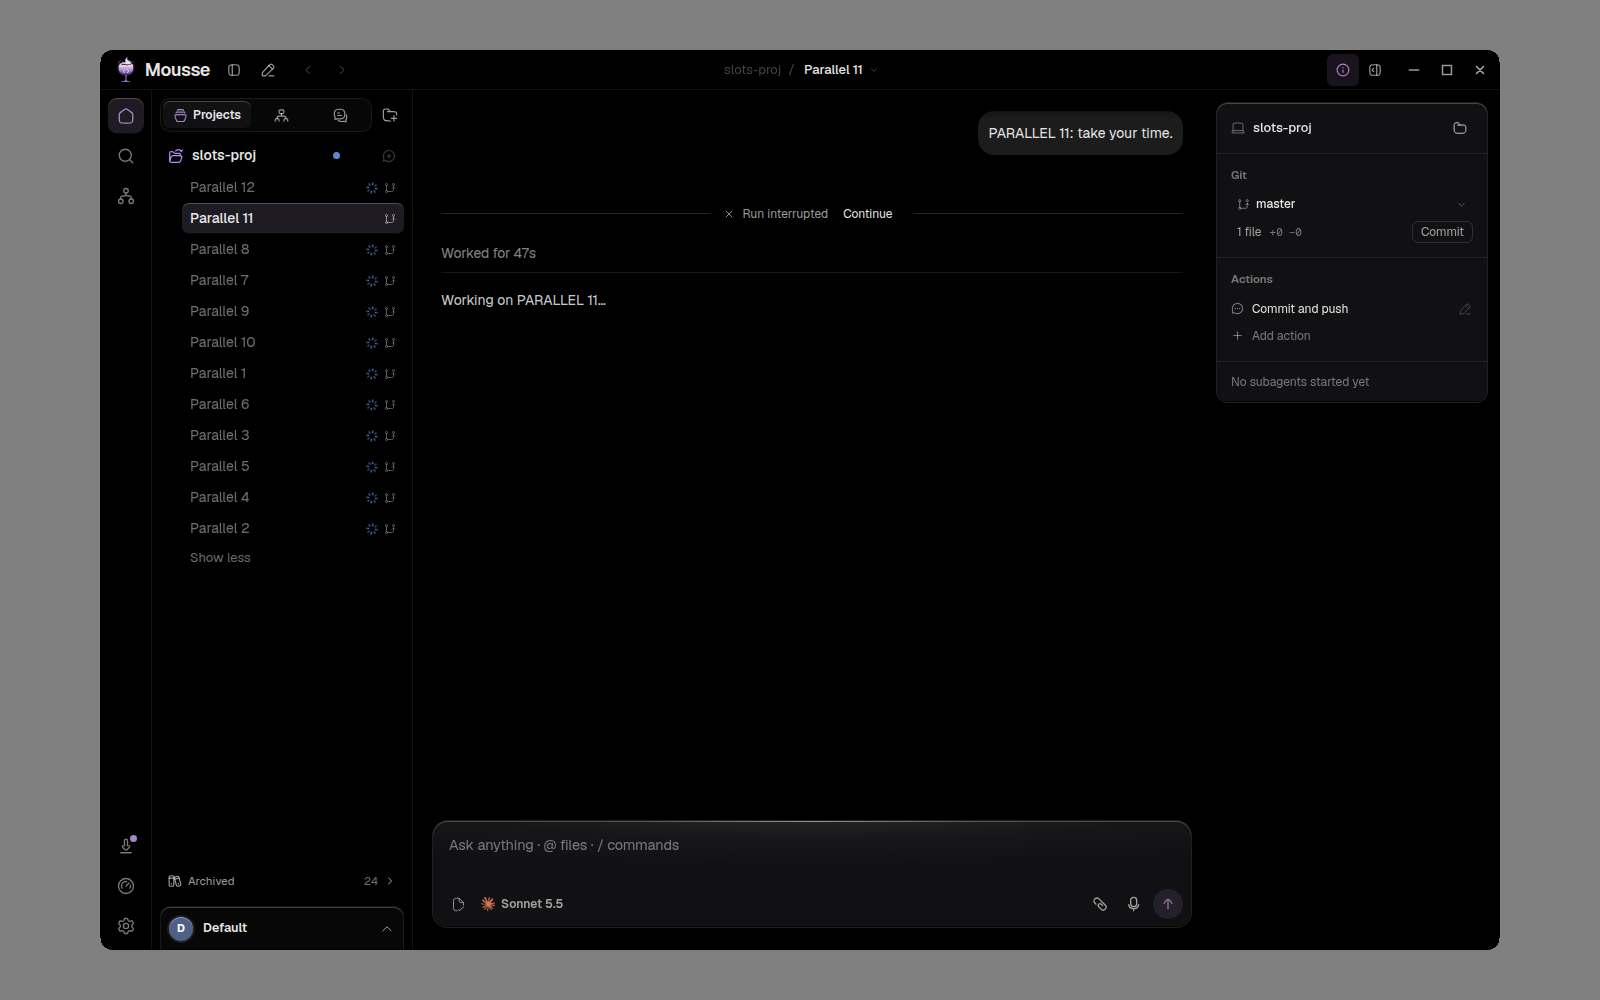 Mousse
slots-proj / Parallel 11
Projects
slots-proj
Parallel 12
Parallel 11
Parallel 8
Parallel 7
Parallel 9
Parallel 10
Parallel 1
Parallel 6
Parallel 3
Parallel 5
Parallel 4
Parallel 2
Show less
Archived 24
D Default
PARALLEL 11: take your time.
Run interrupted Continue
Worked for 47s
Working on PARALLEL 11…
Ask anything · @ files · / commands
Sonnet 5.5
slots-proj
Git
master
1 file +0 −0 Commit
Actions
Commit and push
Add action
No subagents started yet